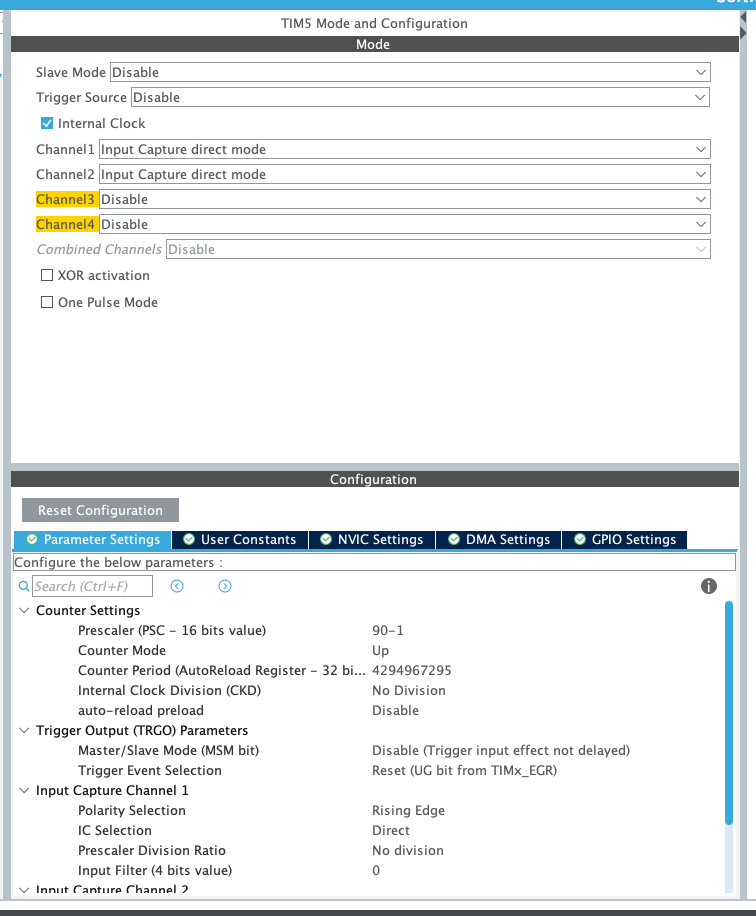 TIM5 Mode and Configuration
Mode
Slave Mode Disable
Trigger Source Disable
Internal Clock
Channel1 Input Capture direct mode
Channel2 Input Capture direct mode
Channel3 Disable
Channel4 Disable
Combined Channels Disable
XOR activation
One Pulse Mode
Configuration
Reset Configuration
Parameter Settings User Constants NVIC Settings DMA Settings GPIO Settings
Configure the below parameters :
Search (Ctrl+F)
Counter Settings
Prescaler (PSC - 16 bits value) 90-1
Counter Mode Up
Counter Period (AutoReload Register - 32 bi... 4294967295
Internal Clock Division (CKD) No Division
auto-reload preload Disable
Trigger Output (TRGO) Parameters
Master/Slave Mode (MSM bit) Disable (Trigger input effect not delayed)
Trigger Event Selection Reset (UG bit from TIMx_EGR)
Input Capture Channel 1
Polarity Selection Rising Edge
IC Selection Direct
Prescaler Division Ratio No division
Input Filter (4 bits value) 0
Input Capture Channel 2